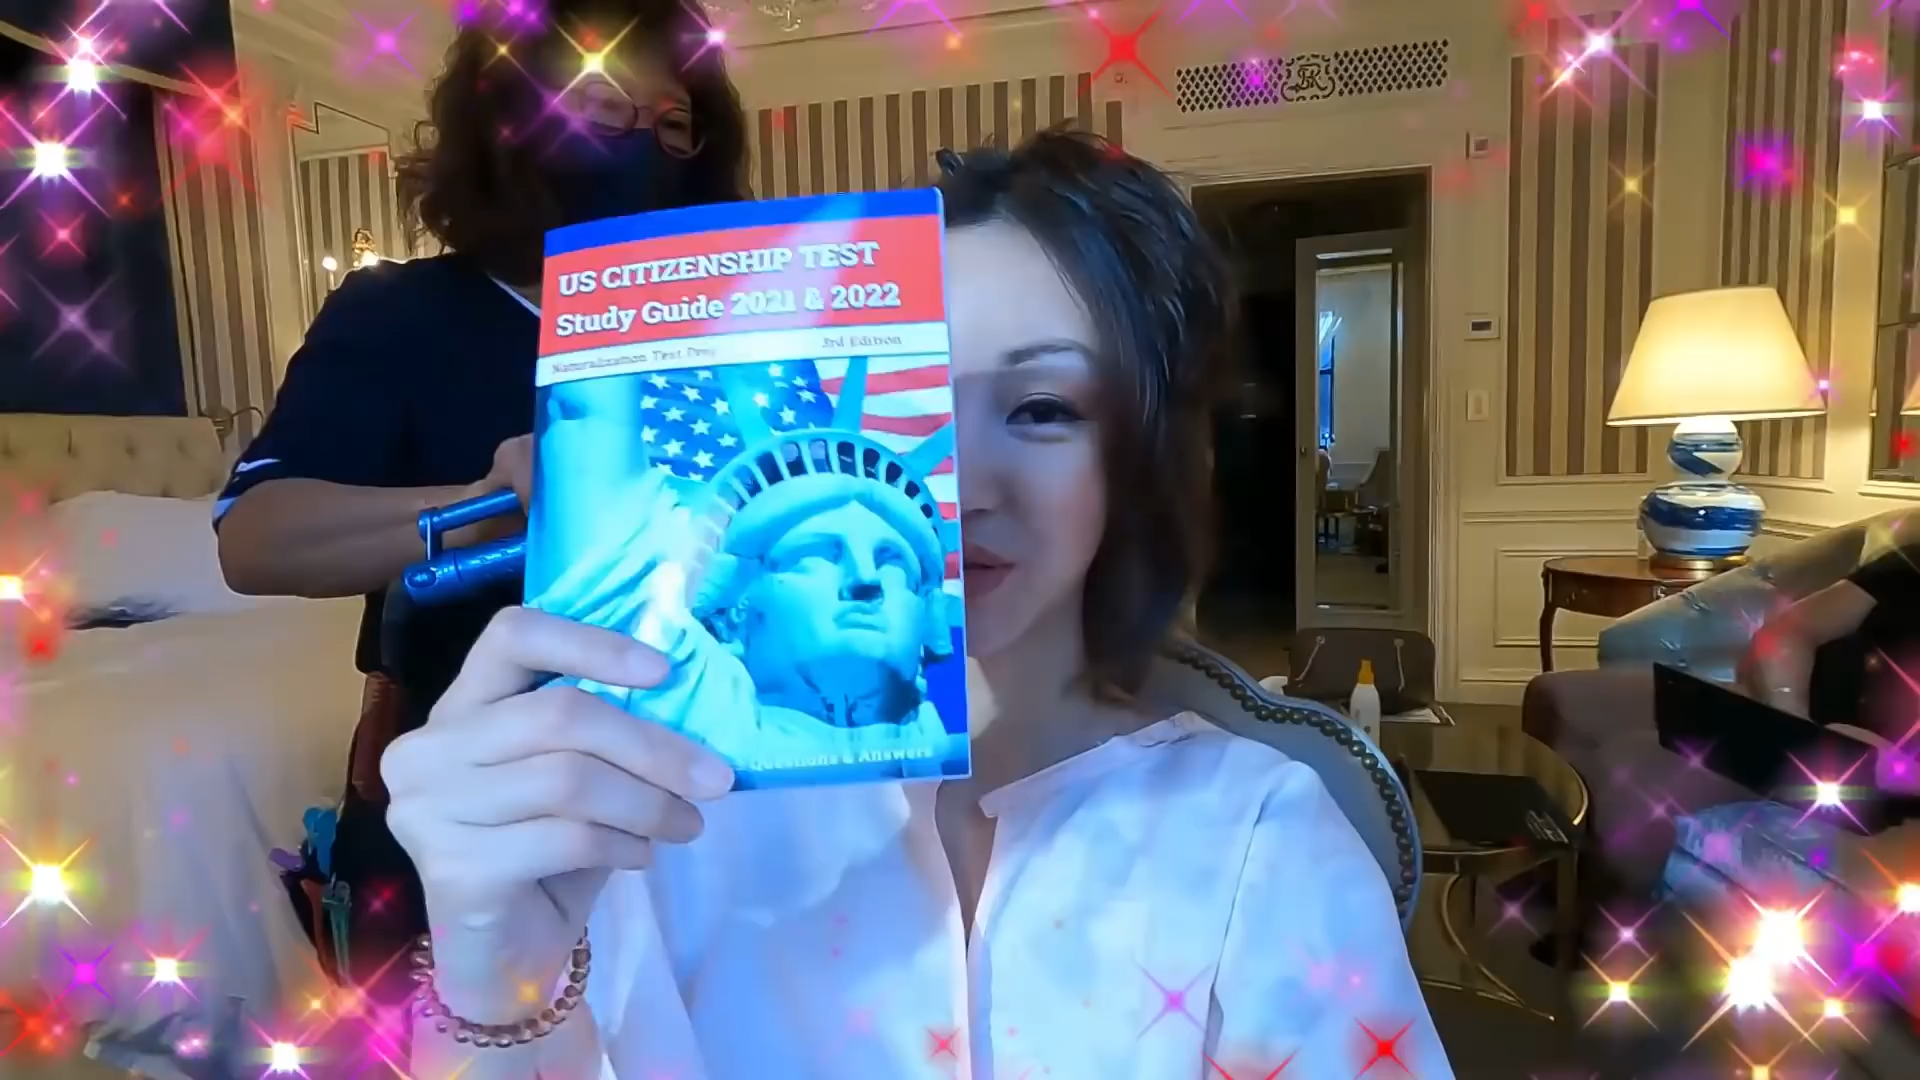 US CITIZENSHIP TEST
Study Guide 2021 & 2022
Naturalization Test Prep 3rd Edition
Questions & Answers